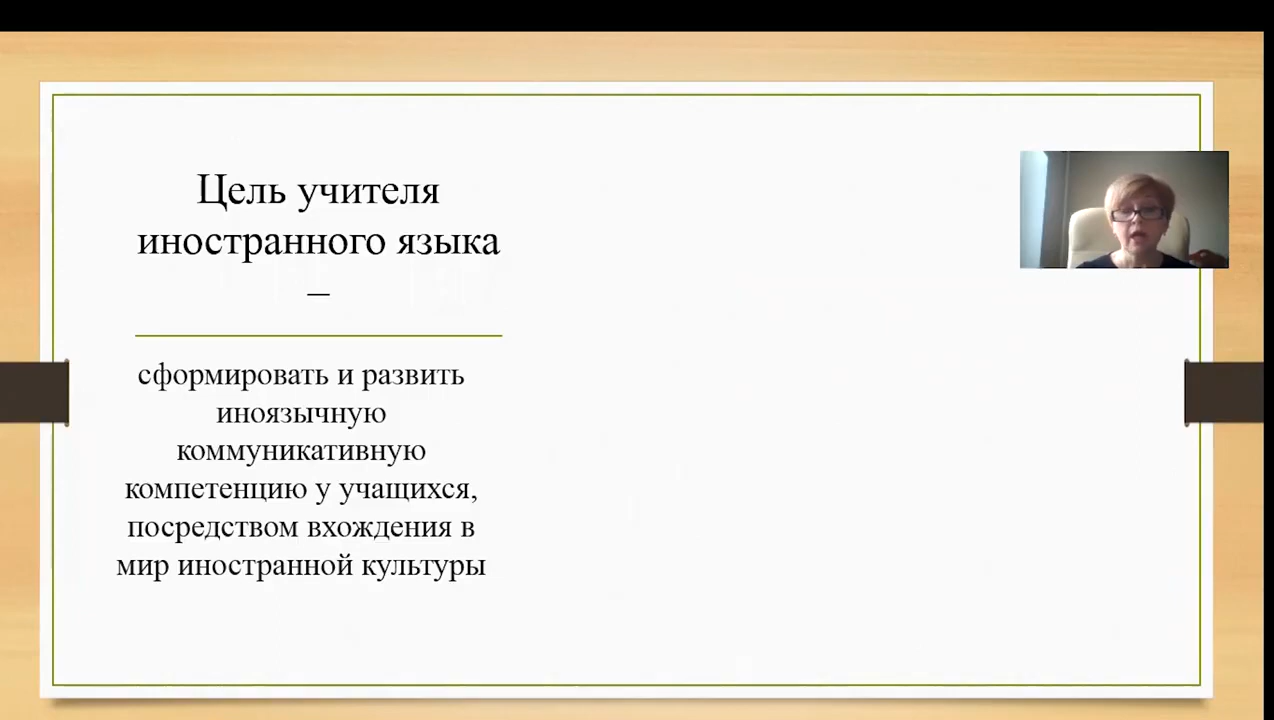 Цель учителя
иностранного языка
–
сформировать и развить
иноязычную
коммуникативную
компетенцию у учащихся,
посредством вхождения в
мир иностранной культуры